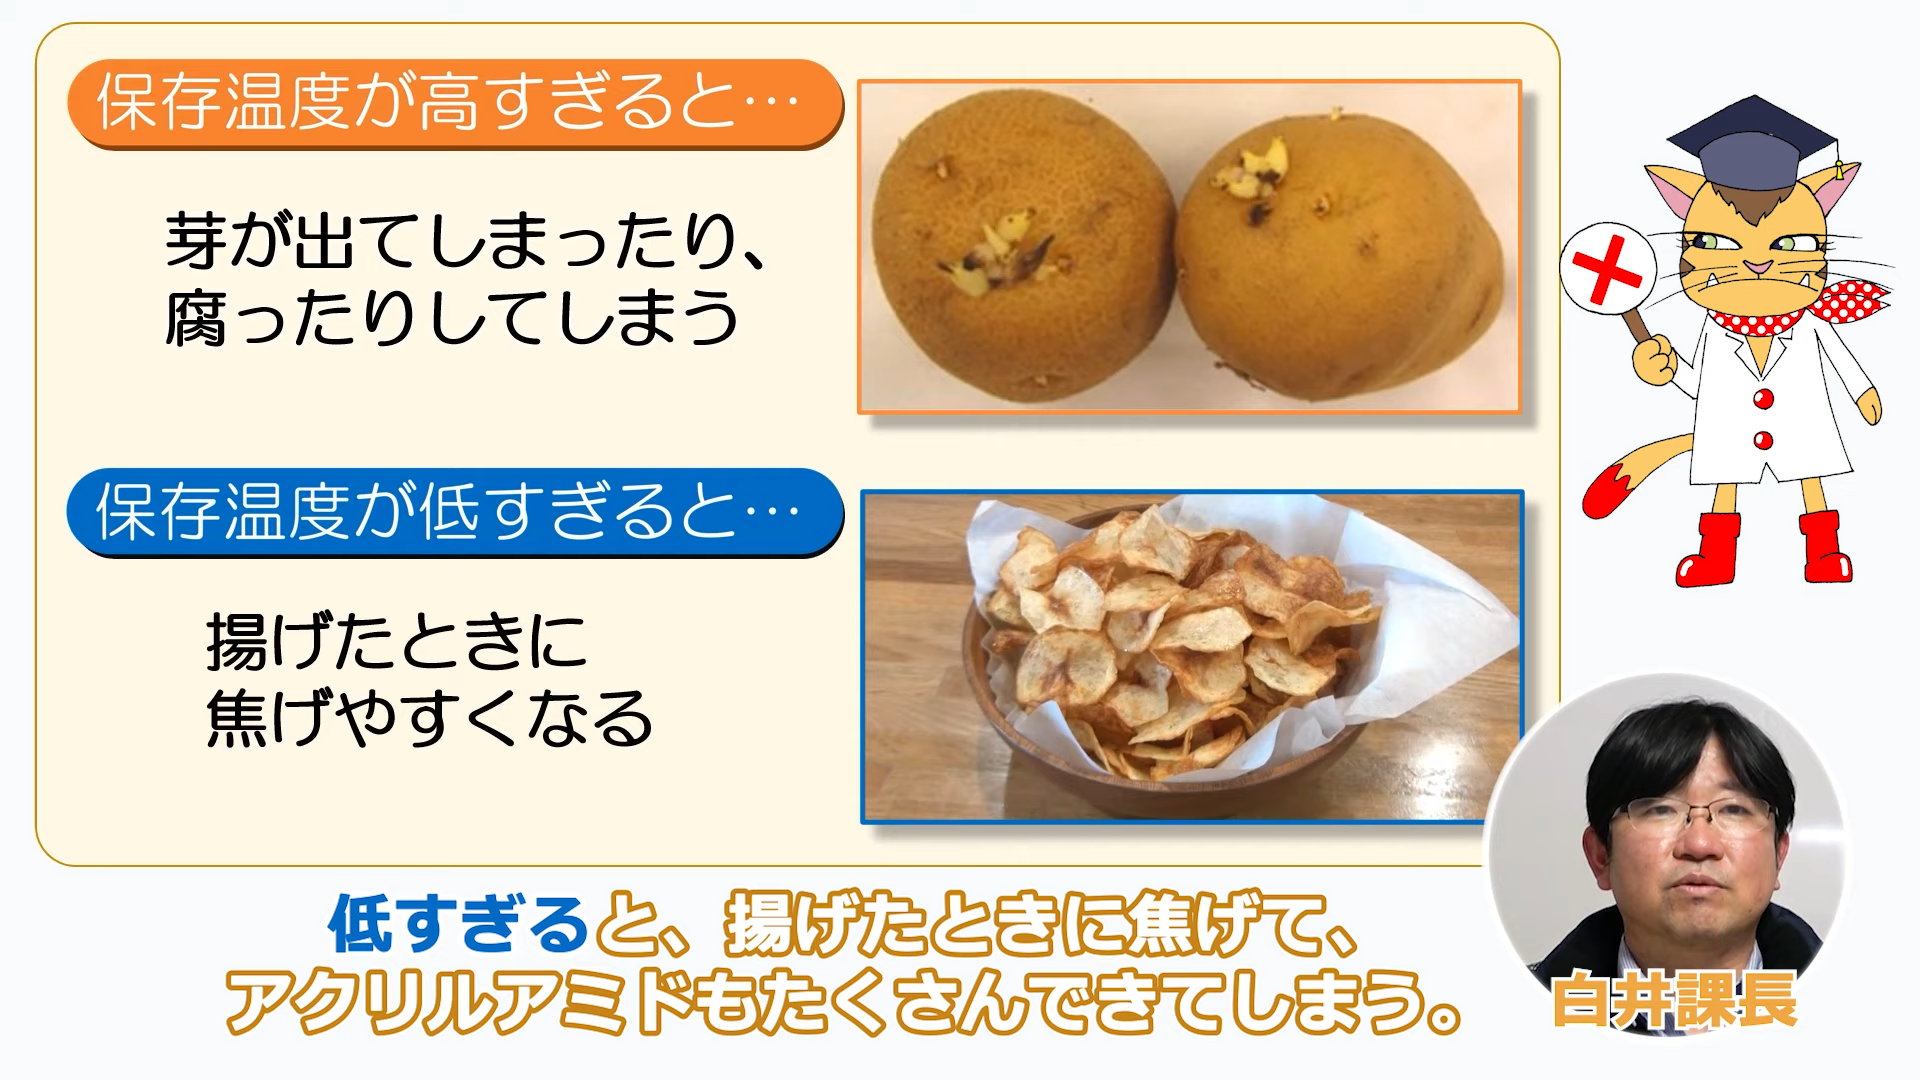 保存温度が高すぎると…
芽が出てしまったり、
腐ったりしてしまう
保存温度が低すぎると…
揚げたときに
焦げやすくなる
低すぎると、揚げたときに焦げて、
アクリルアミドもたくさんできてしまう。
白井課長